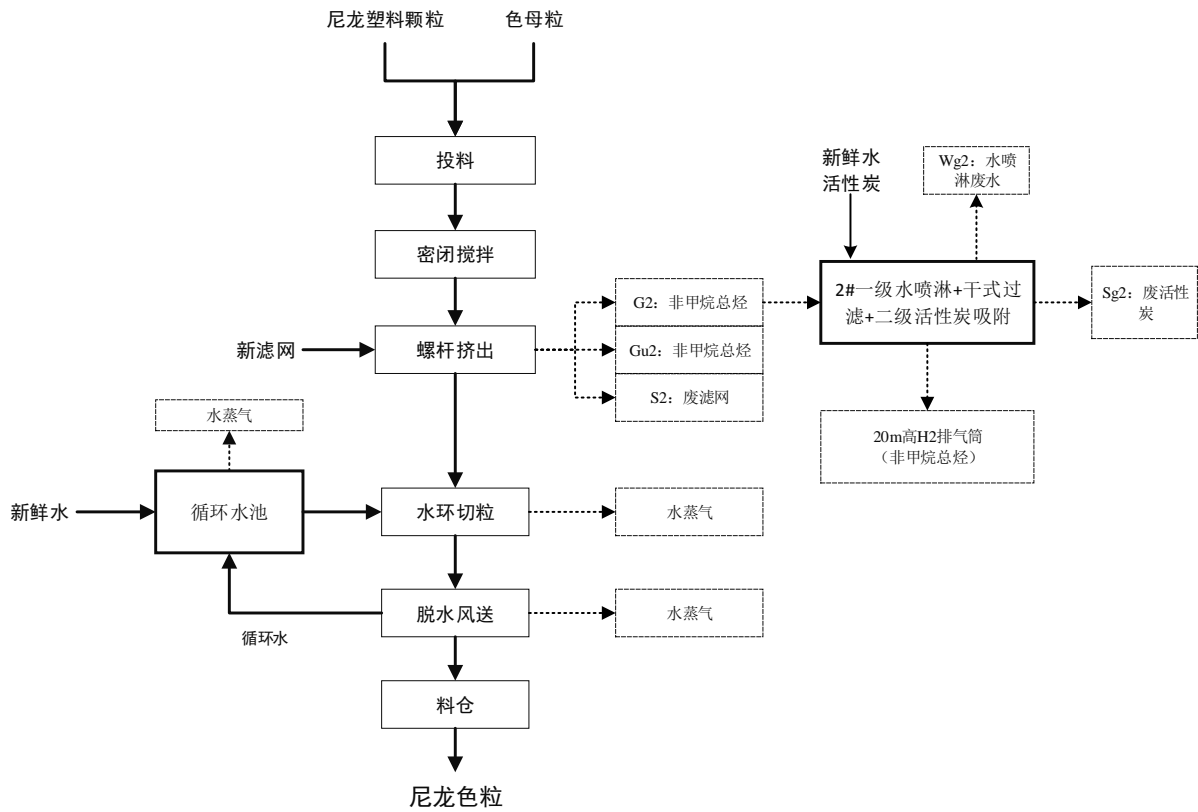 尼龙塑料颗粒
色母粒
投料
新鲜水
活性炭
Wg2：水喷
淋废水
密闭搅拌
2#一级水喷淋+干式过
滤+二级活性炭吸附
Sg2：废活性
炭
G2：非甲烷总烃
新滤网
螺杆挤出
Gu2：非甲烷总烃
S2：废滤网
水蒸气
20m高H2排气筒
（非甲烷总烃）
新鲜水
循环水池
水环切粒
水蒸气
脱水风送
水蒸气
循环水
料仓
尼龙色粒